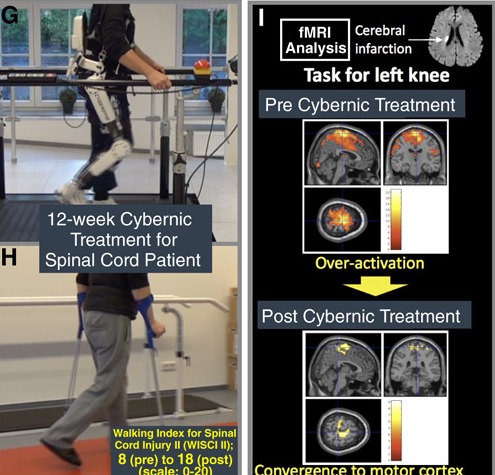 G
12-week Cybernic
Treatment for
Spinal Cord Patient
H
Walking Index for Spinal
Cord Injury II (WISCI II);
8 (pre) to 18 (post)
(scale: 0-20)
I
fMRI
Analysis
Cerebral
infarction
Task for left knee
Pre Cybernic Treatment
Over-activation
Post Cybernic Treatment
Convergence to motor cortex